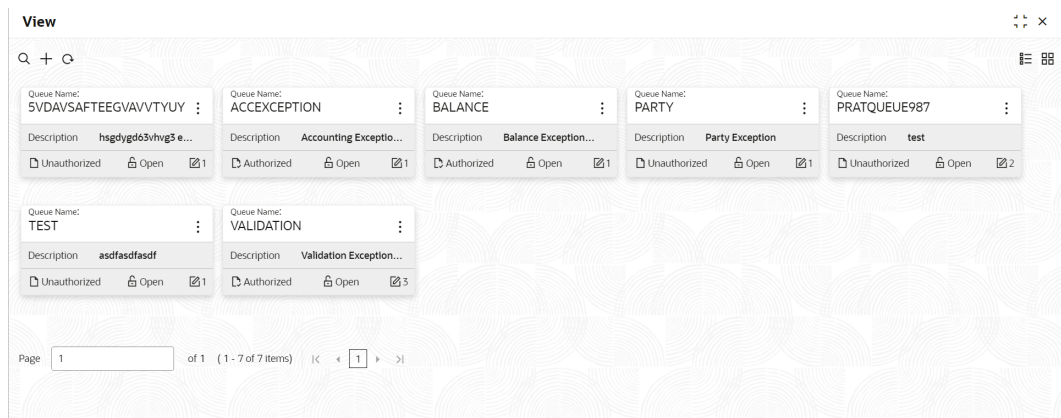 View
Queue Name:
5VDAVSAFTEEGVAVVTYUY
Description hsgdygd63vhvg3 e...
Unauthorized Open 1
Queue Name:
ACCEXCEPTION
Description Accounting Exceptio...
Authorized Open 1
Queue Name:
BALANCE
Description Balance Exception...
Authorized Open 1
Queue Name:
PARTY
Description Party Exception
Unauthorized Open 1
Queue Name:
PRATQUEUE987
Description test
Unauthorized Open 2
Queue Name:
TEST
Description asdfasdfasdf
Unauthorized Open 1
Queue Name:
VALIDATION
Description Validation Exception...
Authorized Open 3
Page 1 of 1 ( 1 - 7 of 7 items) 1